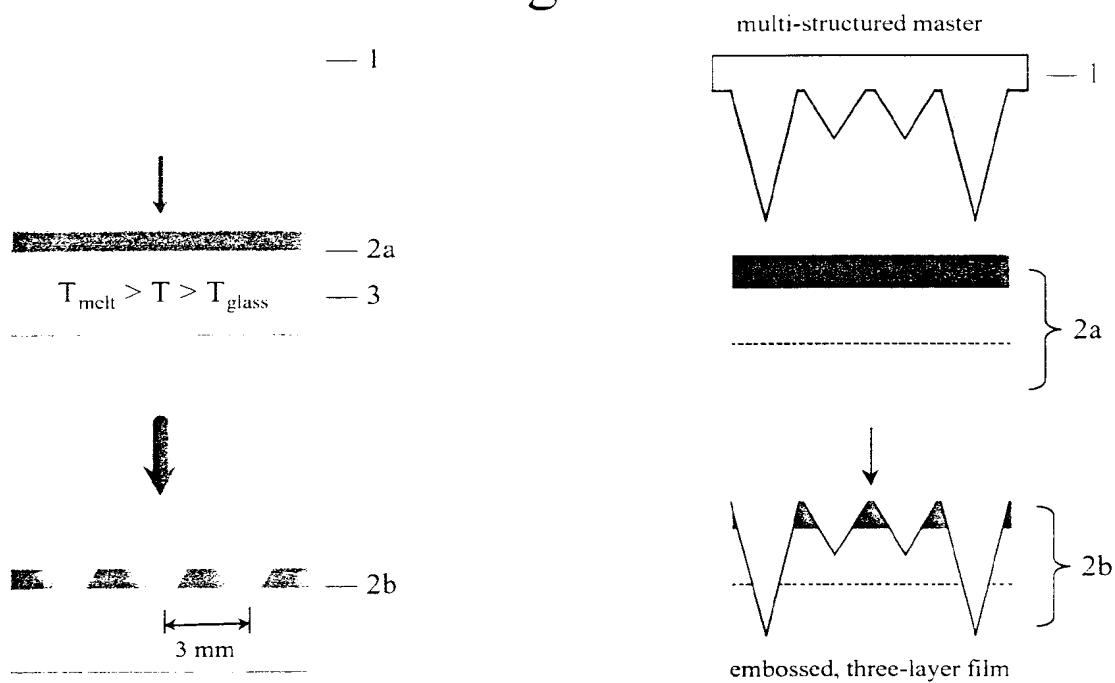 g
1
2a
T_melt > T > T_glass
3
2b
3 mm
multi-structured master
1
2a
2b
embossed, three-layer film